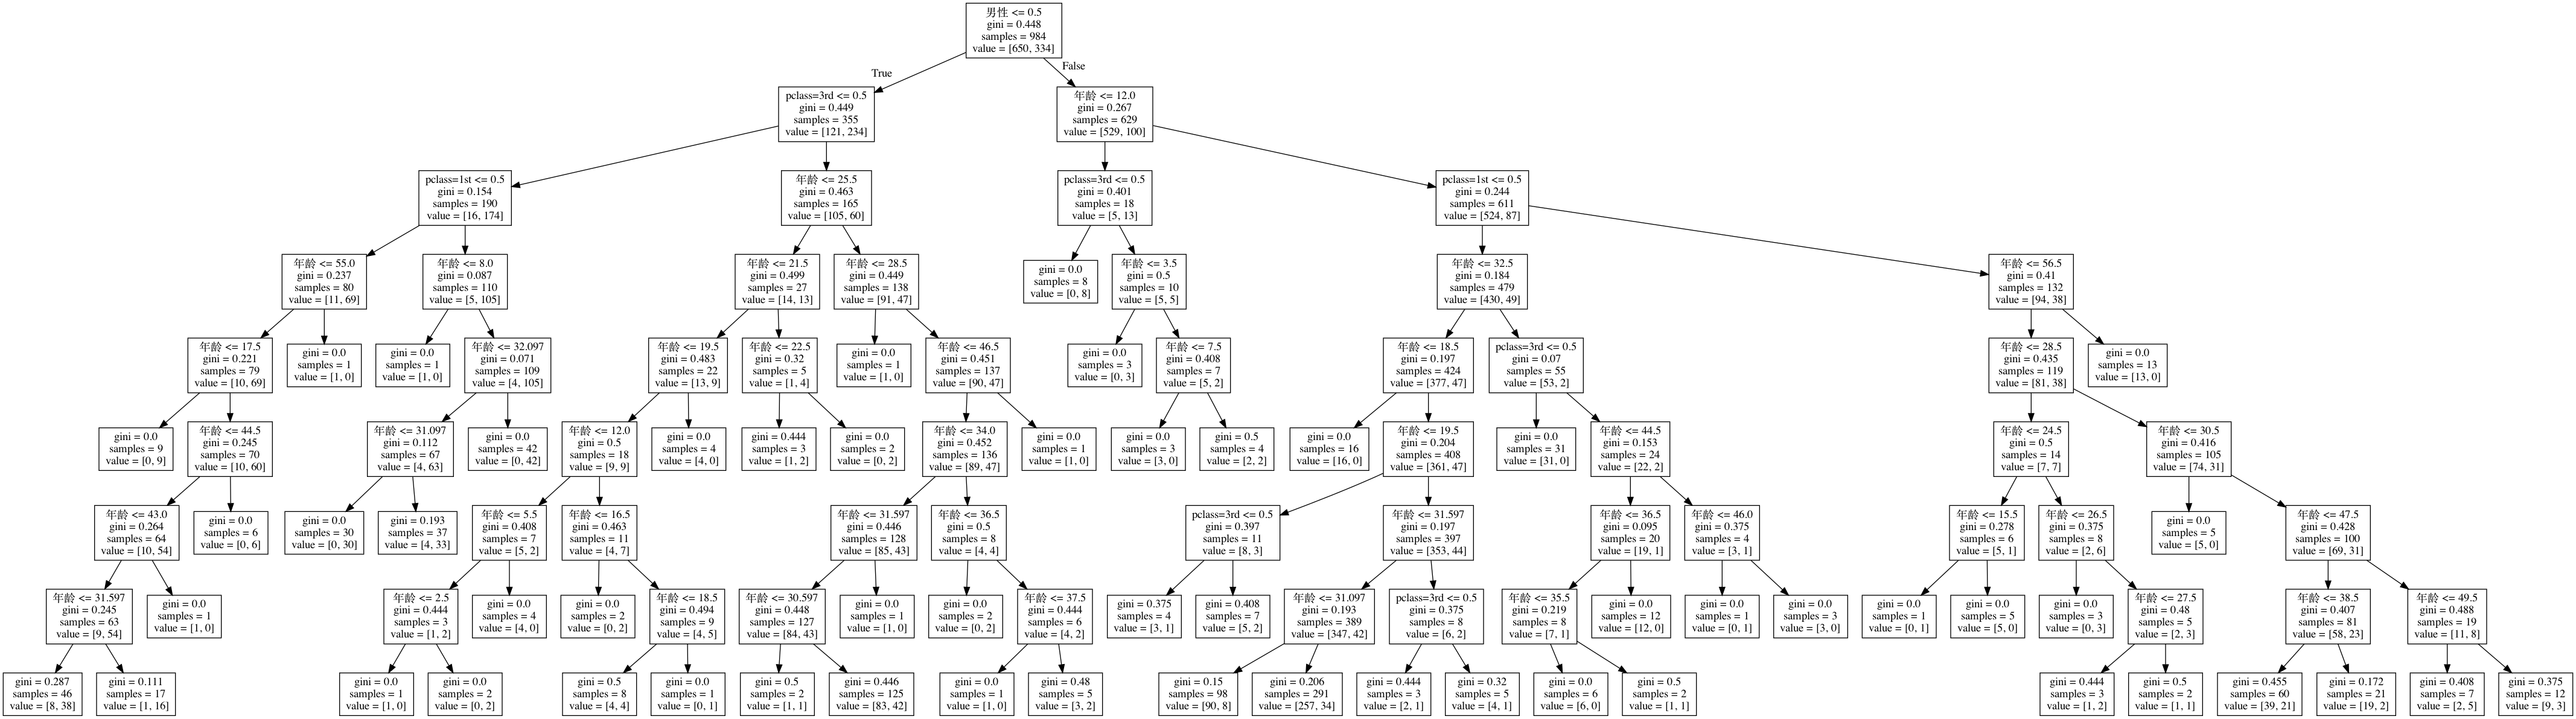 男性 <= 0.5
gini = 0.448
samples = 984
value = [650, 334]
True
False
pclass=3rd <= 0.5
gini = 0.449
samples = 355
value = [121, 234]
年龄 <= 12.0
gini = 0.267
samples = 629
value = [529, 100]
pclass=1st <= 0.5
gini = 0.154
samples = 190
value = [16, 174]
年龄 <= 25.5
gini = 0.463
samples = 165
value = [105, 60]
pclass=3rd <= 0.5
gini = 0.401
samples = 18
value = [5, 13]
pclass=1st <= 0.5
gini = 0.244
samples = 611
value = [524, 87]
年龄 <= 55.0
gini = 0.237
samples = 80
value = [11, 69]
年龄 <= 8.0
gini = 0.087
samples = 110
value = [5, 105]
年龄 <= 21.5
gini = 0.499
samples = 27
value = [14, 13]
年龄 <= 28.5
gini = 0.449
samples = 138
value = [91, 47]
gini = 0.0
samples = 8
value = [0, 8]
年龄 <= 3.5
gini = 0.5
samples = 10
value = [5, 5]
年龄 <= 32.5
gini = 0.184
samples = 479
value = [430, 49]
年龄 <= 56.5
gini = 0.41
samples = 132
value = [94, 38]
年龄 <= 17.5
gini = 0.221
samples = 79
value = [10, 69]
gini = 0.0
samples = 1
value = [1, 0]
gini = 0.0
samples = 1
value = [1, 0]
年龄 <= 32.097
gini = 0.071
samples = 109
value = [4, 105]
年龄 <= 19.5
gini = 0.483
samples = 22
value = [13, 9]
年龄 <= 22.5
gini = 0.32
samples = 5
value = [1, 4]
gini = 0.0
samples = 1
value = [1, 0]
年龄 <= 46.5
gini = 0.451
samples = 137
value = [90, 47]
gini = 0.0
samples = 3
value = [0, 3]
年龄 <= 7.5
gini = 0.408
samples = 7
value = [5, 2]
年龄 <= 18.5
gini = 0.197
samples = 424
value = [377, 47]
pclass=3rd <= 0.5
gini = 0.07
samples = 55
value = [53, 2]
年龄 <= 28.5
gini = 0.435
samples = 119
value = [81, 38]
gini = 0.0
samples = 13
value = [13, 0]
gini = 0.0
samples = 9
value = [0, 9]
年龄 <= 44.5
gini = 0.245
samples = 70
value = [10, 60]
年龄 <= 31.097
gini = 0.112
samples = 67
value = [4, 63]
gini = 0.0
samples = 42
value = [0, 42]
年龄 <= 12.0
gini = 0.5
samples = 18
value = [9, 9]
gini = 0.0
samples = 4
value = [4, 0]
gini = 0.444
samples = 3
value = [1, 2]
gini = 0.0
samples = 2
value = [0, 2]
年龄 <= 34.0
gini = 0.452
samples = 136
value = [89, 47]
gini = 0.0
samples = 1
value = [1, 0]
gini = 0.0
samples = 3
value = [3, 0]
gini = 0.5
samples = 4
value = [2, 2]
gini = 0.0
samples = 16
value = [16, 0]
年龄 <= 19.5
gini = 0.204
samples = 408
value = [361, 47]
gini = 0.0
samples = 31
value = [31, 0]
年龄 <= 44.5
gini = 0.153
samples = 24
value = [22, 2]
年龄 <= 24.5
gini = 0.5
samples = 14
value = [7, 7]
年龄 <= 30.5
gini = 0.416
samples = 105
value = [74, 31]
年龄 <= 43.0
gini = 0.264
samples = 64
value = [10, 54]
gini = 0.0
samples = 6
value = [0, 6]
gini = 0.0
samples = 30
value = [0, 30]
gini = 0.193
samples = 37
value = [4, 33]
年龄 <= 5.5
gini = 0.408
samples = 7
value = [5, 2]
年龄 <= 16.5
gini = 0.463
samples = 11
value = [4, 7]
年龄 <= 31.597
gini = 0.446
samples = 128
value = [85, 43]
年龄 <= 36.5
gini = 0.5
samples = 8
value = [4, 4]
pclass=3rd <= 0.5
gini = 0.397
samples = 11
value = [8, 3]
年龄 <= 31.597
gini = 0.197
samples = 397
value = [353, 44]
年龄 <= 36.5
gini = 0.095
samples = 20
value = [19, 1]
年龄 <= 46.0
gini = 0.375
samples = 4
value = [3, 1]
年龄 <= 15.5
gini = 0.278
samples = 6
value = [5, 1]
年龄 <= 26.5
gini = 0.375
samples = 8
value = [2, 6]
gini = 0.0
samples = 5
value = [5, 0]
年龄 <= 47.5
gini = 0.428
samples = 100
value = [69, 31]
年龄 <= 31.597
gini = 0.245
samples = 63
value = [9, 54]
gini = 0.0
samples = 1
value = [1, 0]
年龄 <= 2.5
gini = 0.444
samples = 3
value = [1, 2]
gini = 0.0
samples = 4
value = [4, 0]
gini = 0.0
samples = 2
value = [0, 2]
年龄 <= 18.5
gini = 0.494
samples = 9
value = [4, 5]
年龄 <= 30.597
gini = 0.448
samples = 127
value = [84, 43]
gini = 0.0
samples = 1
value = [1, 0]
gini = 0.0
samples = 2
value = [0, 2]
年龄 <= 37.5
gini = 0.444
samples = 6
value = [4, 2]
gini = 0.375
samples = 4
value = [3, 1]
gini = 0.408
samples = 7
value = [5, 2]
年龄 <= 31.097
gini = 0.193
samples = 389
value = [347, 42]
pclass=3rd <= 0.5
gini = 0.375
samples = 8
value = [6, 2]
年龄 <= 35.5
gini = 0.219
samples = 8
value = [7, 1]
gini = 0.0
samples = 12
value = [12, 0]
gini = 0.0
samples = 1
value = [0, 1]
gini = 0.0
samples = 3
value = [3, 0]
gini = 0.0
samples = 1
value = [0, 1]
gini = 0.0
samples = 5
value = [5, 0]
gini = 0.0
samples = 3
value = [0, 3]
年龄 <= 27.5
gini = 0.48
samples = 5
value = [2, 3]
年龄 <= 38.5
gini = 0.407
samples = 81
value = [58, 23]
年龄 <= 49.5
gini = 0.488
samples = 19
value = [11, 8]
gini = 0.287
samples = 46
value = [8, 38]
gini = 0.111
samples = 17
value = [1, 16]
gini = 0.0
samples = 1
value = [1, 0]
gini = 0.0
samples = 2
value = [0, 2]
gini = 0.5
samples = 8
value = [4, 4]
gini = 0.0
samples = 1
value = [0, 1]
gini = 0.5
samples = 2
value = [1, 1]
gini = 0.446
samples = 125
value = [83, 42]
gini = 0.0
samples = 1
value = [1, 0]
gini = 0.48
samples = 5
value = [3, 2]
gini = 0.15
samples = 98
value = [90, 8]
gini = 0.206
samples = 291
value = [257, 34]
gini = 0.444
samples = 3
value = [2, 1]
gini = 0.32
samples = 5
value = [4, 1]
gini = 0.0
samples = 6
value = [6, 0]
gini = 0.5
samples = 2
value = [1, 1]
gini = 0.444
samples = 3
value = [1, 2]
gini = 0.5
samples = 2
value = [1, 1]
gini = 0.455
samples = 60
value = [39, 21]
gini = 0.172
samples = 21
value = [19, 2]
gini = 0.408
samples = 7
value = [2, 5]
gini = 0.375
samples = 12
value = [9, 3]